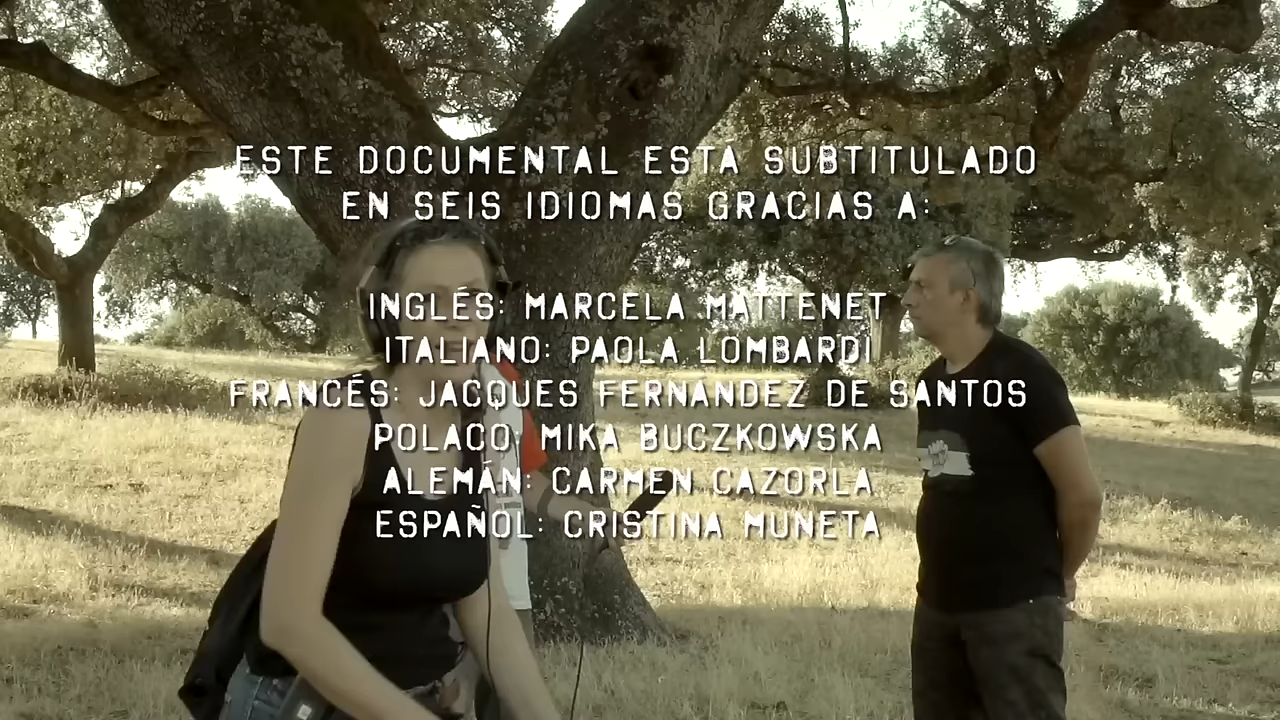 ESTE DOCUMENTAL ESTA SUBTITULADO
EN SEIS IDIOMAS GRACIAS A:
INGLÉS: MARCELA MATTENET
ITALIANO: PAOLA LOMBARDI
FRANCÉS: JACQUES FERNANDEZ DE SANTOS
POLACO: MIKA BUCZKOWSKA
ALEMÁN: CARMEN CAZORLA
ESPAÑOL: CRISTINA MUNETA